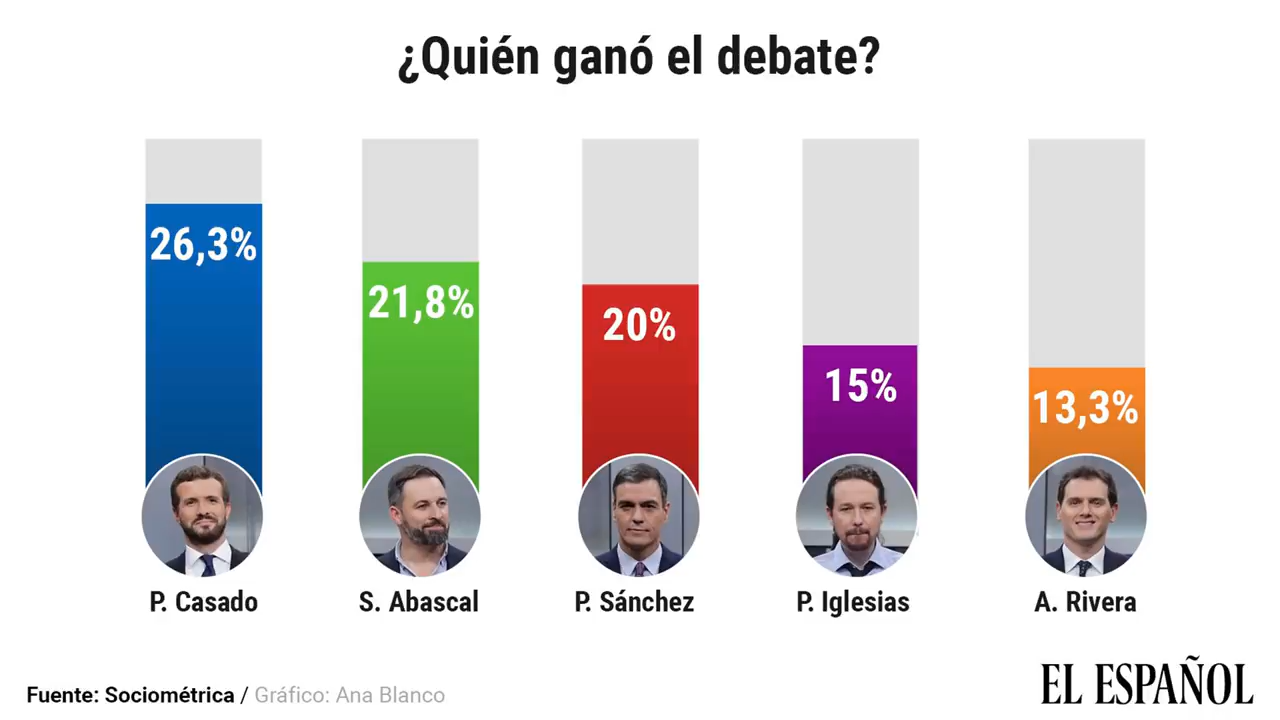 ¿Quién ganó el debate?
26,3%
21,8%
20%
15%
13,3%
P. Casado
S. Abascal
P. Sánchez
P. Iglesias
A. Rivera
Fuente: Sociométrica / Gráfico: Ana Blanco
EL ESPAÑOL